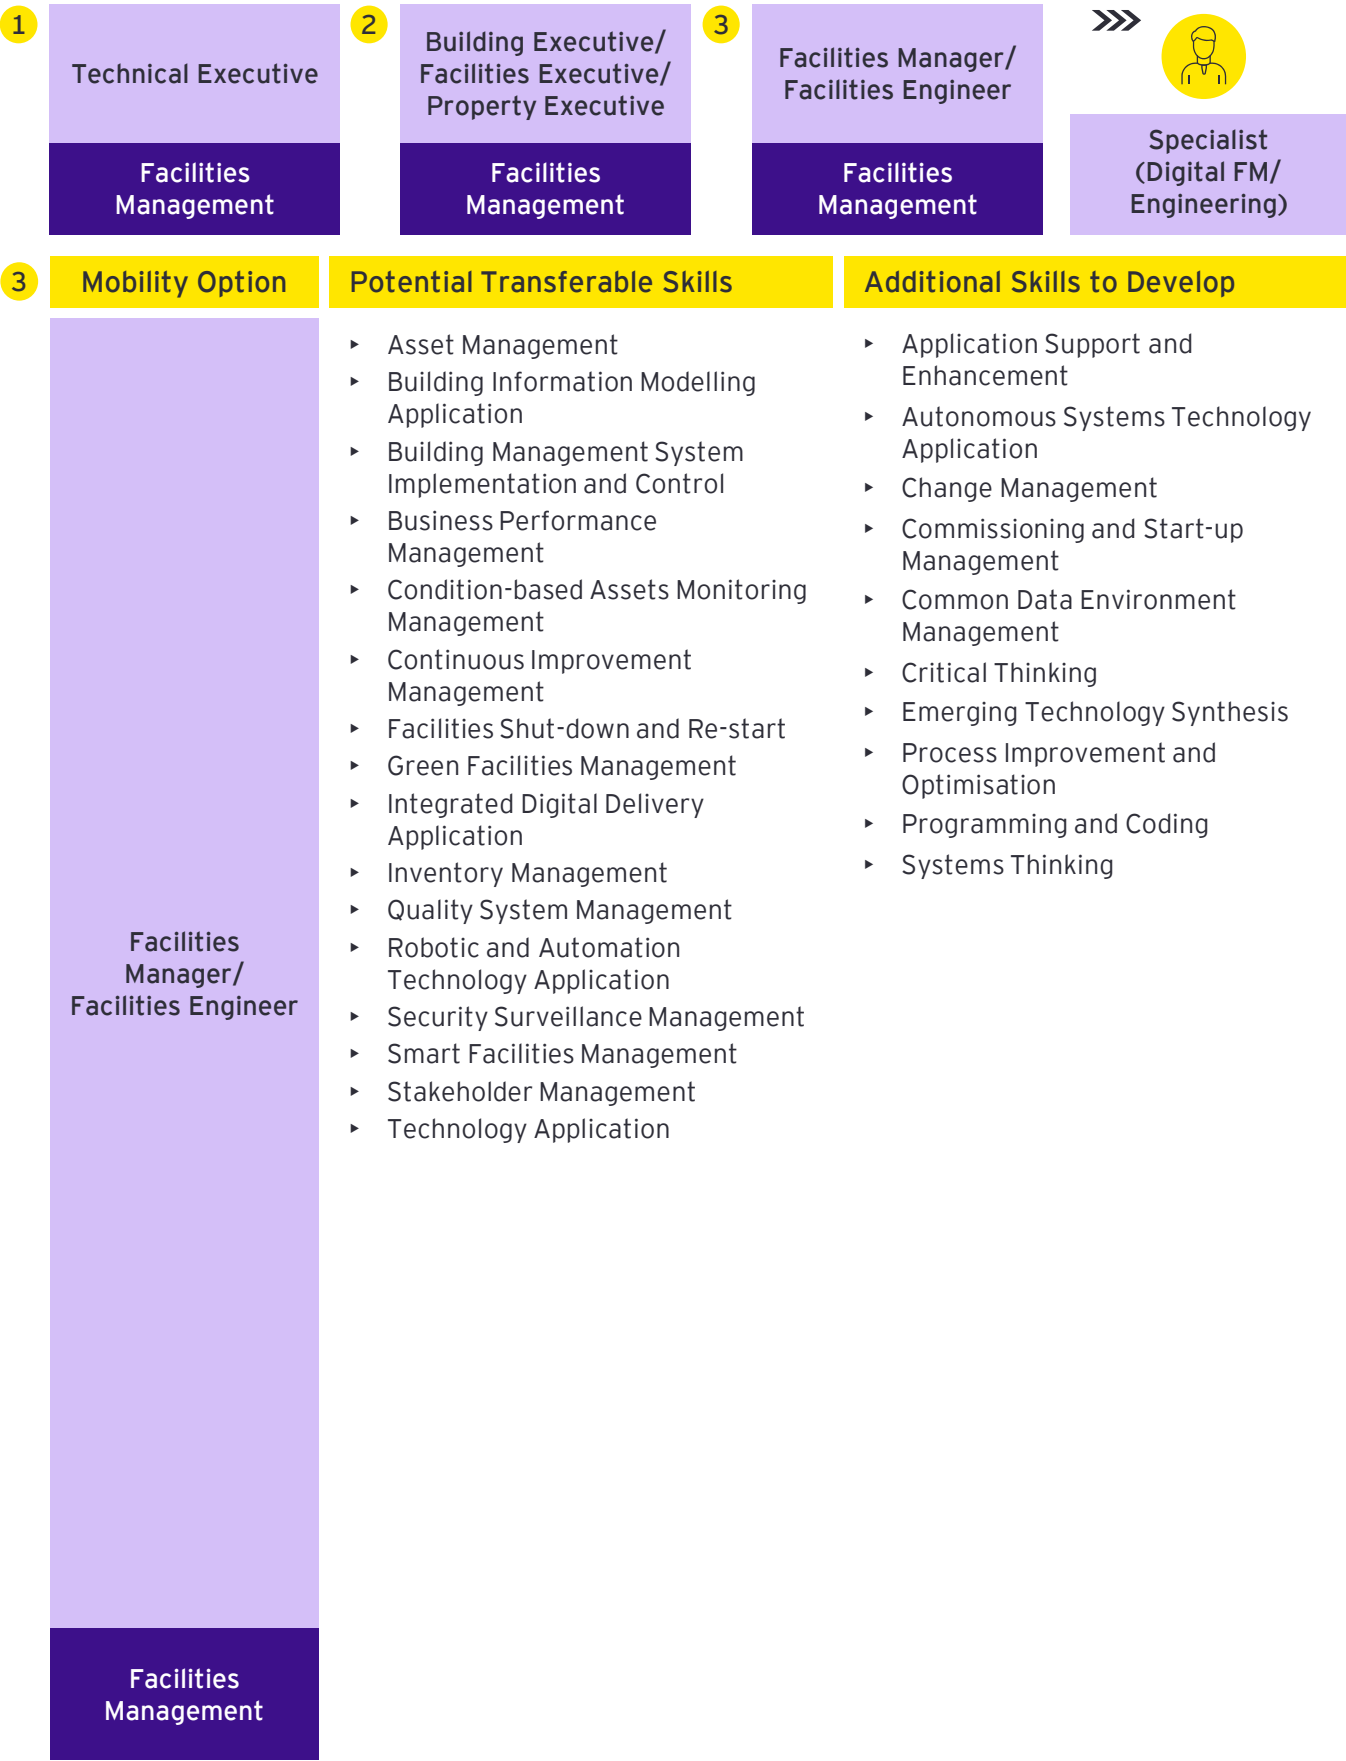 1
Technical Executive
Facilities
Management
2
Building Executive/
Facilities Executive/
Property Executive
Facilities
Management
3
Facilities Manager/
Facilities Engineer
Facilities
Management
Specialist
(Digital FM/
Engineering)
3
Mobility Option
Potential Transferable Skills
Additional Skills to Develop
Facilities
Manager/
Facilities Engineer
Facilities
Management
‣ Asset Management
‣ Building Information Modelling
Application
‣ Building Management System
Implementation and Control
‣ Business Performance
Management
‣ Condition-based Assets Monitoring
Management
‣ Continuous Improvement
Management
‣ Facilities Shut-down and Re-start
‣ Green Facilities Management
‣ Integrated Digital Delivery
Application
‣ Inventory Management
‣ Quality System Management
‣ Robotic and Automation
Technology Application
‣ Security Surveillance Management
‣ Smart Facilities Management
‣ Stakeholder Management
‣ Technology Application
‣ Application Support and
Enhancement
‣ Autonomous Systems Technology
Application
‣ Change Management
‣ Commissioning and Start-up
Management
‣ Common Data Environment
Management
‣ Critical Thinking
‣ Emerging Technology Synthesis
‣ Process Improvement and
Optimisation
‣ Programming and Coding
‣ Systems Thinking